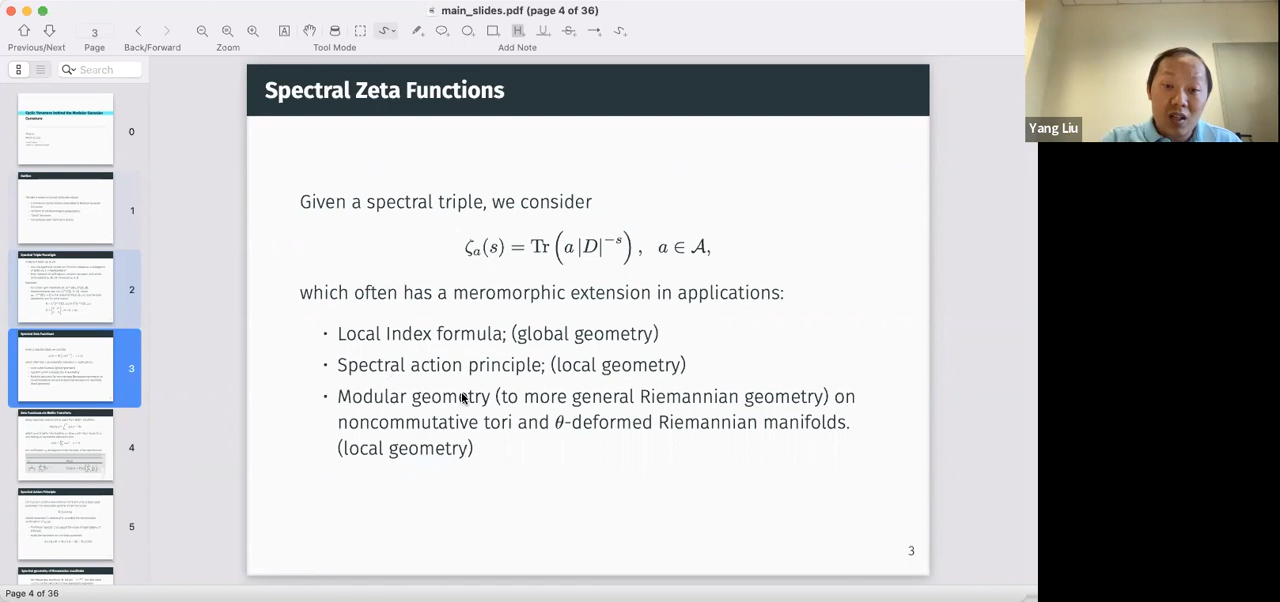 main_slides.pdf (page 4 of 36)
3
Previous/Next Page Back/Forward Zoom Tool Mode Add Note
Search
Yang Liu
0
1
2
3
4
5
Spectral Zeta Functions
Given a spectral triple, we consider
ζₐ(s) = Tr (a |D|⁻ˢ), a ∈ 𝒜,
which often has a meromorphic extension in applications:
· Local Index formula; (global geometry)
· Spectral action principle; (local geometry)
· Modular geometry (to more general Riemannian geometry) on
noncommutative tori and θ-deformed Riemannian manifolds.
(local geometry)
3
Page 4 of 36